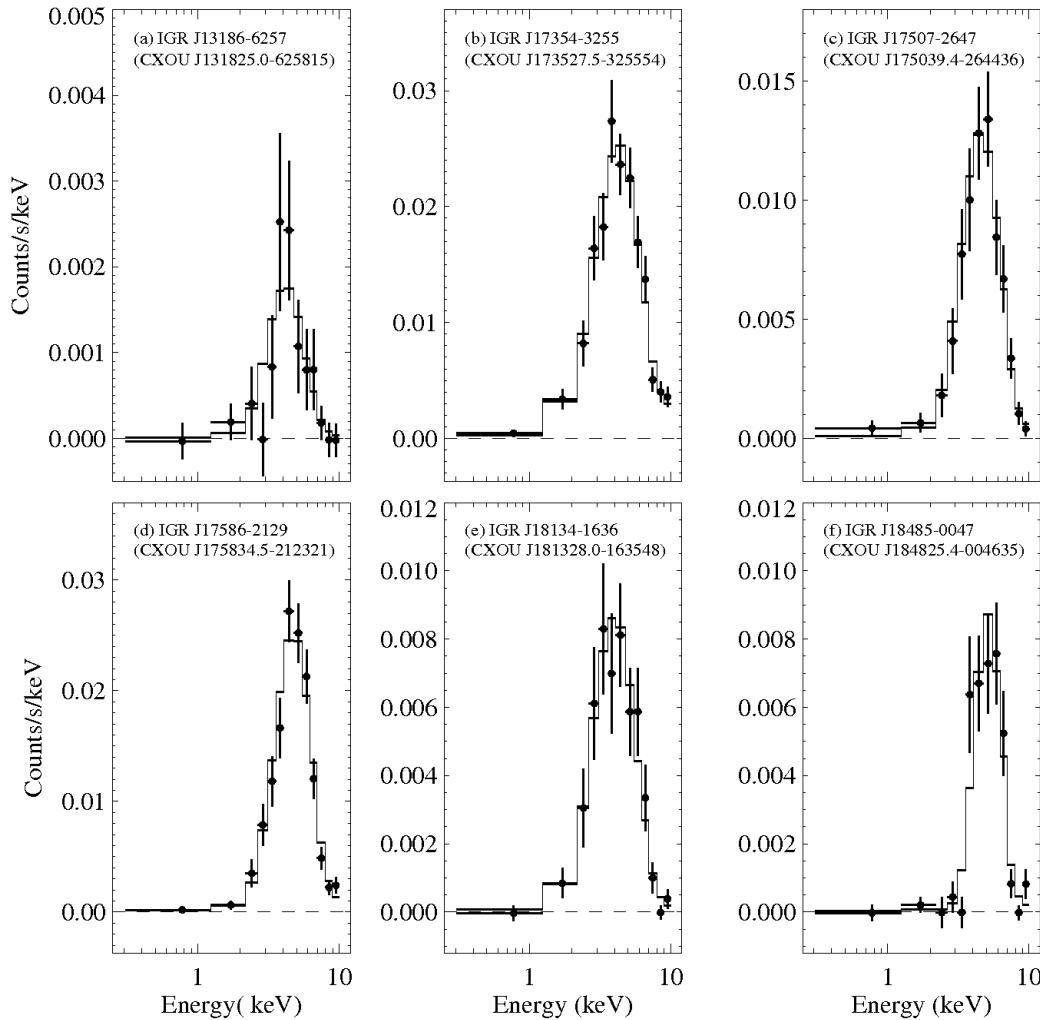 (a) IGR J13186-6257
(CXOU J131825.0-625815)
0.005
0.004
0.003
0.002
0.001
0.000
Counts/s/keV
1
10
(b) IGR J17354-3255
(CXOU J173527.5-325554)
0.03
0.02
0.01
0.00
1
10
(c) IGR J17507-2647
(CXOU J175039.4-264436)
0.015
0.010
0.005
0.000
1
10
(d) IGR J17586-2129
(CXOU J175834.5-212321)
0.03
0.02
0.01
0.00
Counts/s/keV
1
10
Energy( keV)
(e) IGR J18134-1636
(CXOU J181328.0-163548)
0.012
0.010
0.008
0.006
0.004
0.002
0.000
1
10
Energy (keV)
(f) IGR J18485-0047
(CXOU J184825.4-004635)
0.012
0.010
0.008
0.006
0.004
0.002
0.000
1
10
Energy (keV)